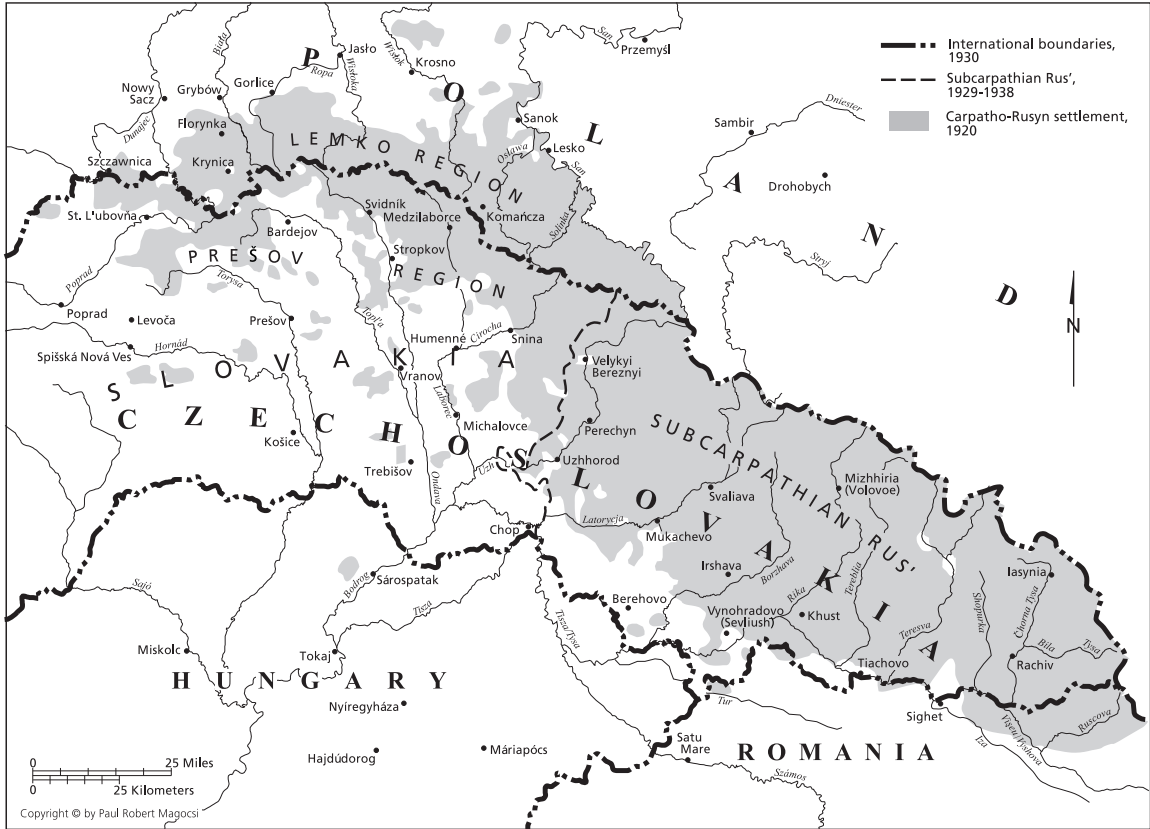 International boundaries,
1930
Subcarpathian Rus’,
1929-1938
Carpatho-Rusyn settlement,
1920
POLAND
CZECHOSLOVAKIA
SLOVAKIA
HUNGARY
ROMANIA
LEMKO REGION
PREŠOV
REGION
SUBCARPATHIAN RUS’
N
Jasło
Krosno
Przemyśl
San
Biała
Ropa
Wisłoka
Wisłok
Nowy
Sacz
Grybów
Gorlice
Dunajec
Florynka
Sanok
Sambir
Dniester
Szczawnica
Krynica
Osława
Lesko
San
Drohobych
St. L'ubovňa
Svidník
Medzilaborce
Komańcza
Solinka
Bardejov
Stropkov
Stryj
Poprad
Torysa
Topl'a
Poprad
Levoča
Prešov
Humenné
Cirocha
Snina
Spišská Nová Ves
Hornád
Velykyi
Bereznyi
Vranov
Laborec
Michalovce
Perechyn
Košice
Trebišov
Ondava
Uzh
Uzhhorod
Mizhhiria
(Volovoe)
Svaliava
Latorycja
Chop
Mukachevo
Irshava
Borzhava
Rika
Tereblia
Iasynia
Sajó
Bodrog
Sárospatak
Tisza
Tisza/Tysa
Berehovo
Vynohradovo
(Sevliush)
Khust
Teresva
Shopurka
Chorna Tysa
Bila
Tysa
Miskolc
Tokaj
Tiachovo
Rachiv
Nyíregyháza
Tur
Sighet
Vişeu/Vyshova
Ruscova
Iza
Hajdúdorog
Máriapócs
Satu
Mare
Számos
0 25 Miles
0 25 Kilometers
Copyright © by Paul Robert Magocsi